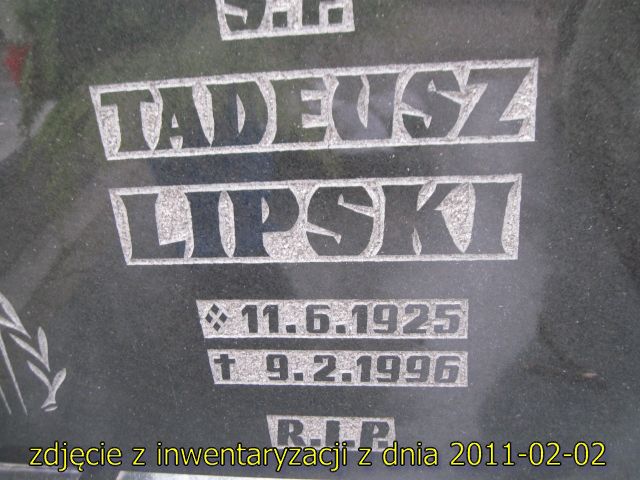 Ś.P.
TADEUSZ
LIPSKI
11.6.1925
† 9.2.1996
R.I.P.
zdjęcie z inwentaryzacji z dnia 2011-02-02